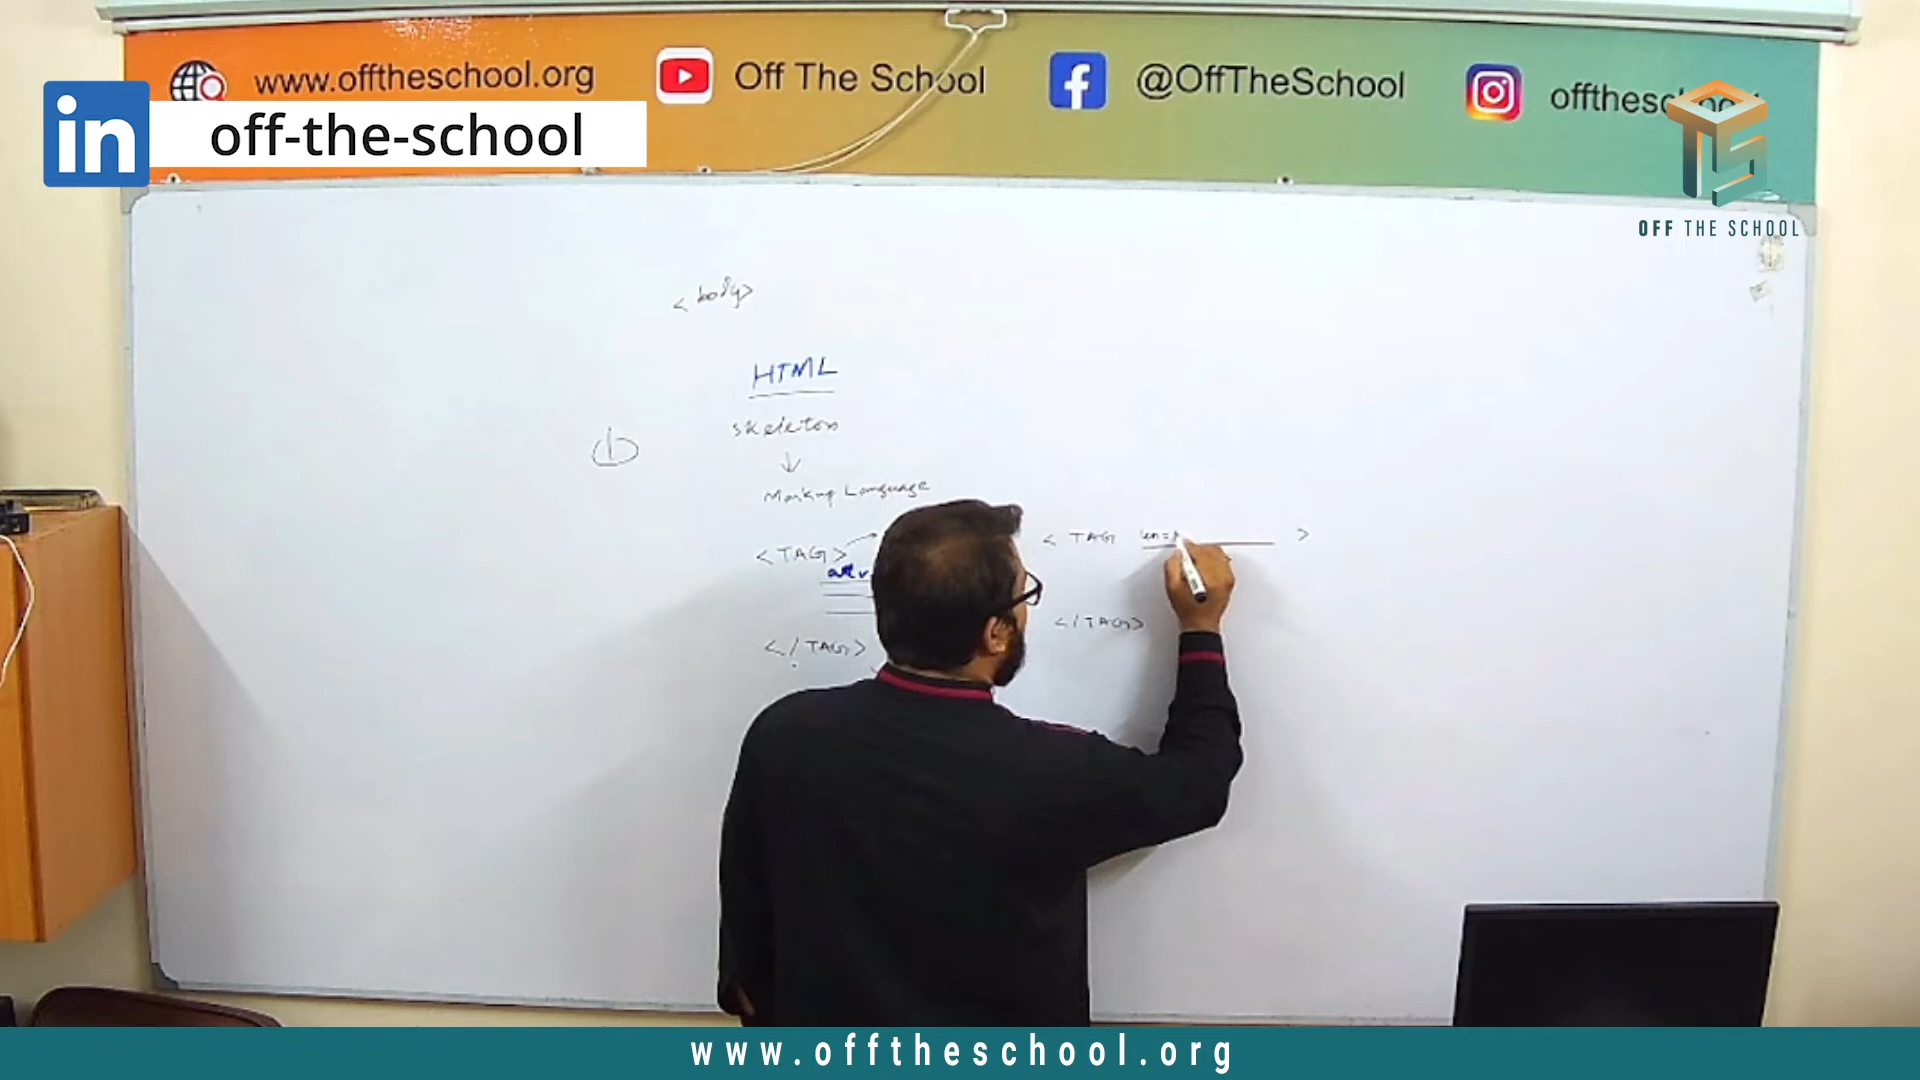 www.offtheschool.org
Off The School
@OffTheSchool
in
off-the-school
OFF THE SCHOOL
<body>
HTML
skeleton
Markup Language
<TAG>
</TAG>
< TAG >
</TAG>
www.offtheschool.org